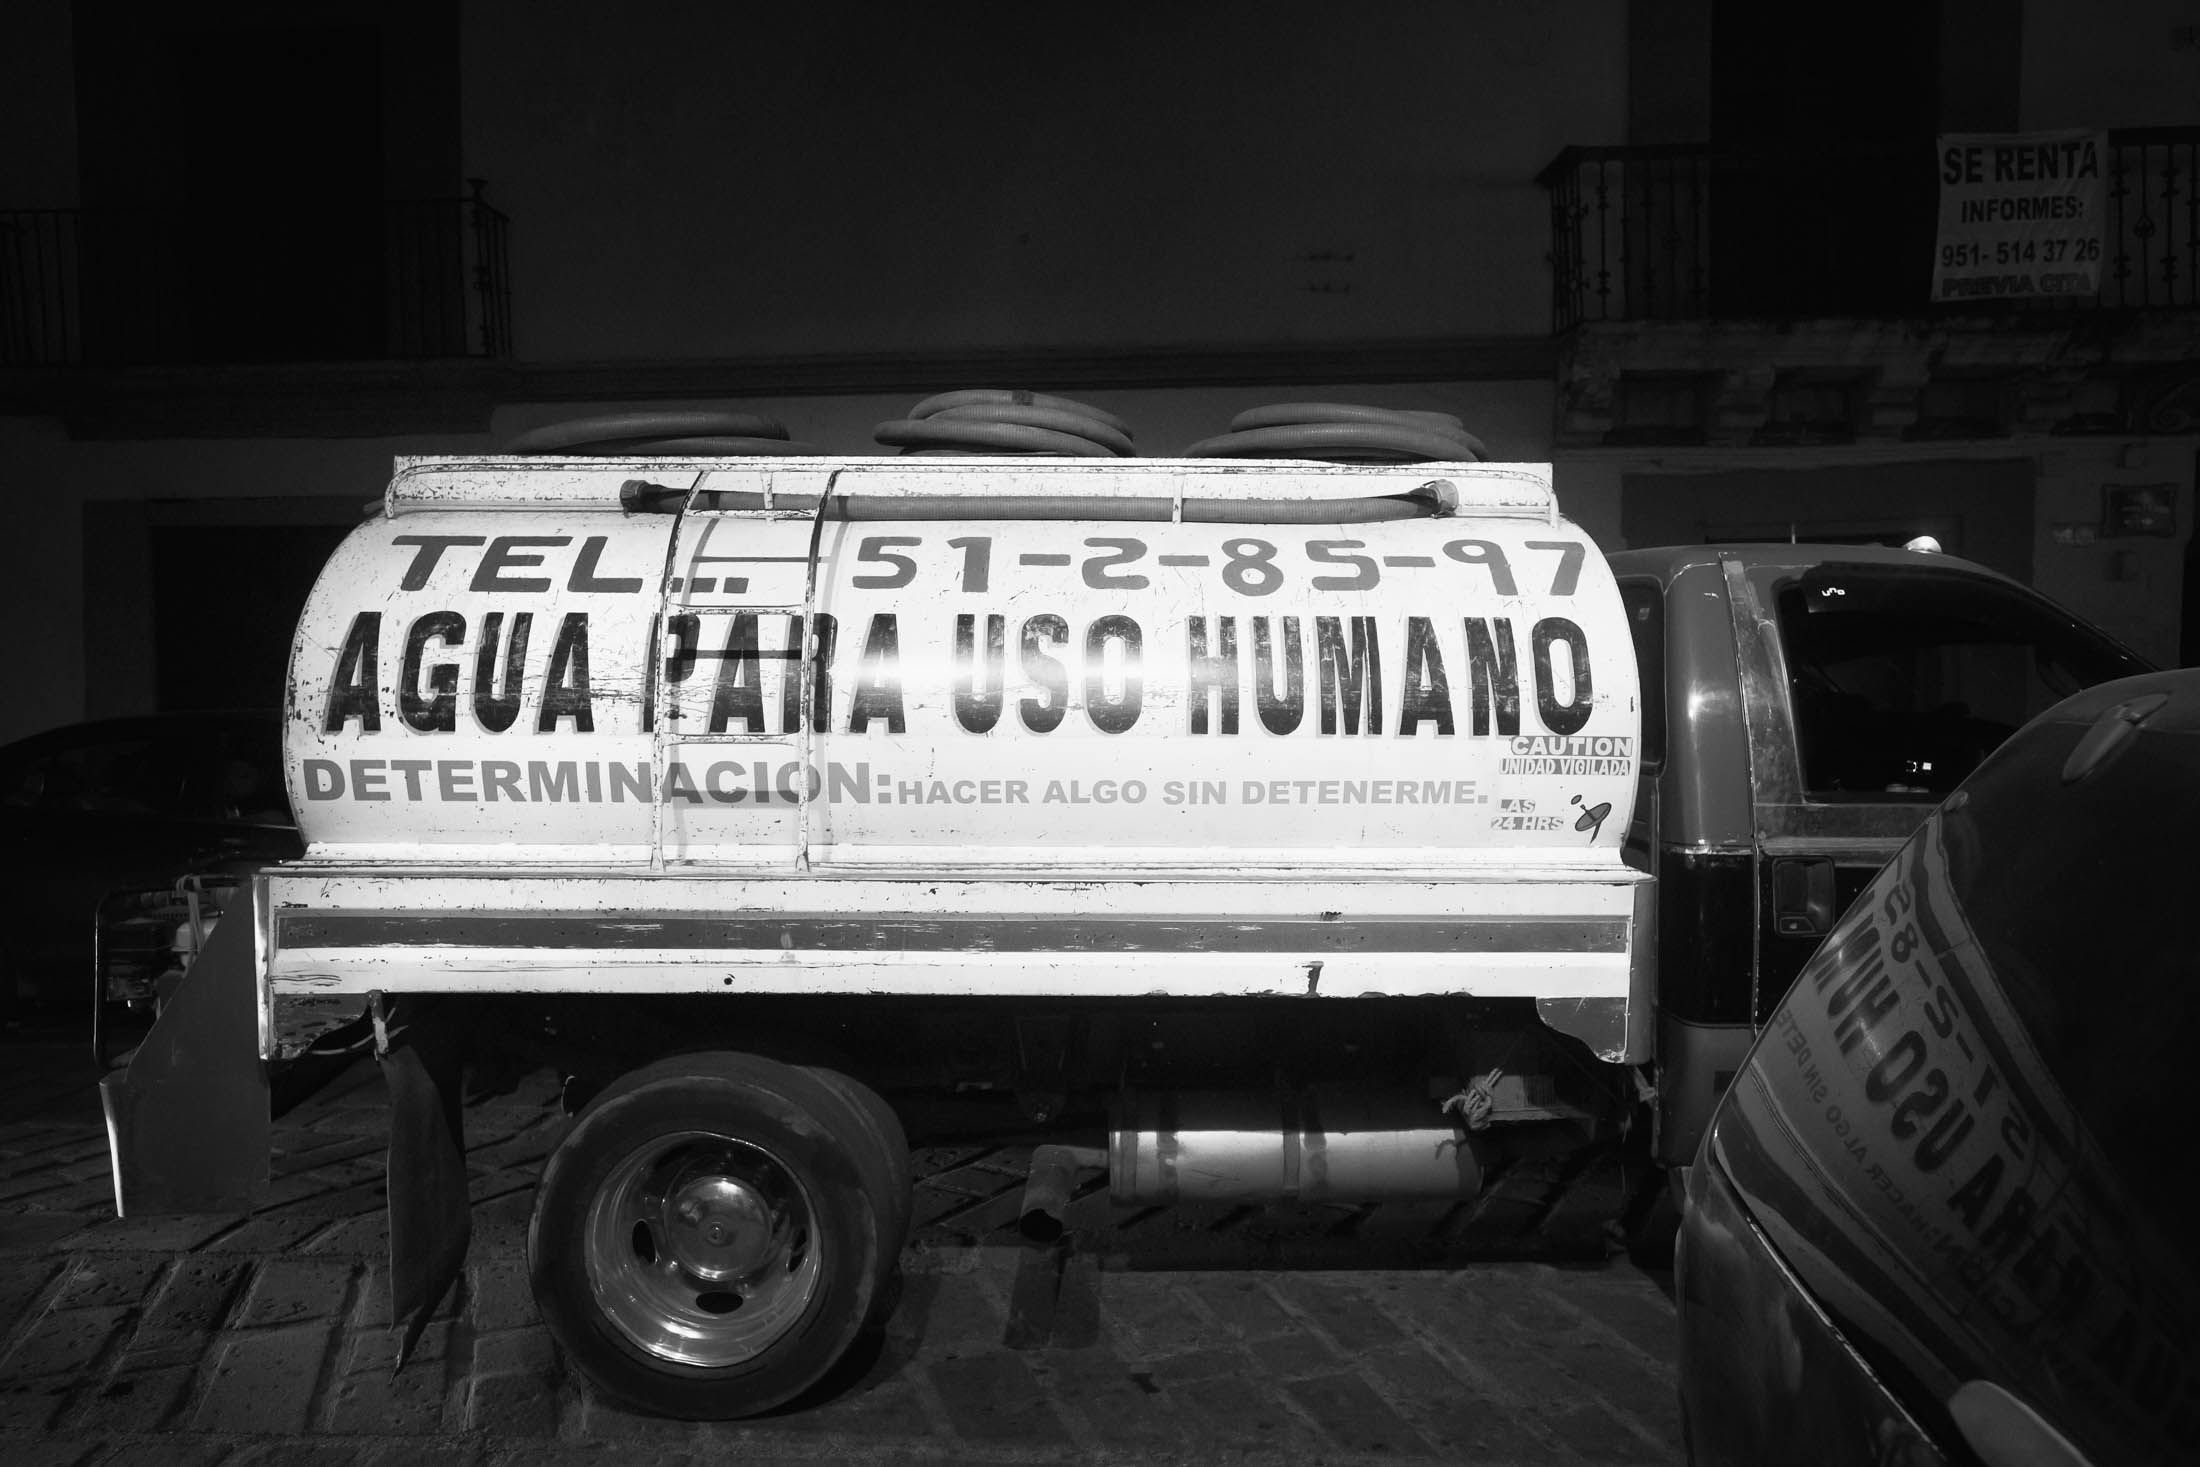 SE RENTA
INFORMES:
951- 514 37 26
PREVIA CITA
TEL... 51-2-85-97
AGUA PARA USO HUMANO
DETERMINACION: HACER ALGO SIN DETENERME.
CAUTION
UNIDAD VIGILADA
LAS
24 HRS
uno